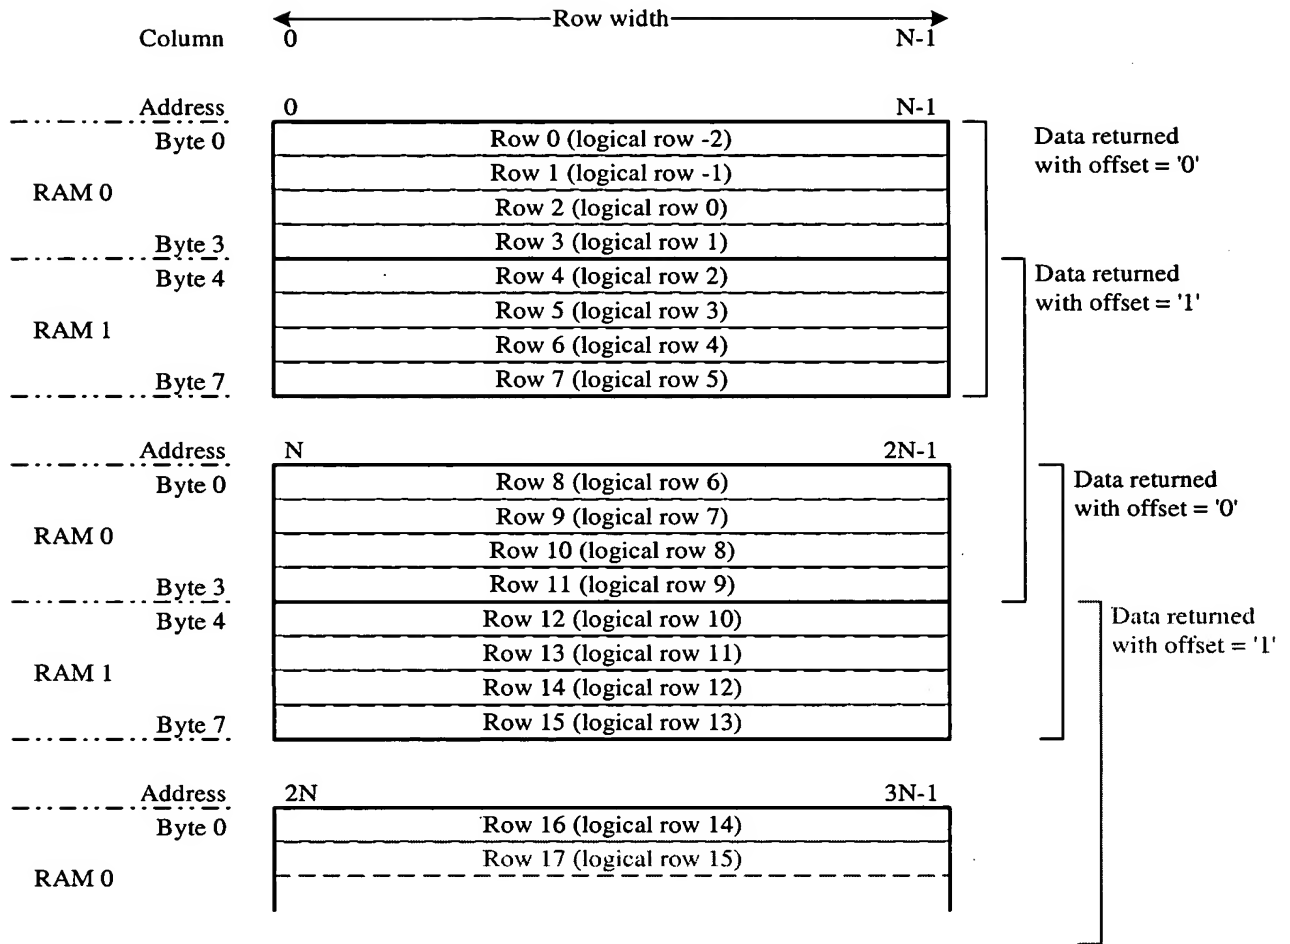 Row width
Column 0 N-1
Address 0 N-1
Byte 0 Row 0 (logical row -2) Data returned
Row 1 (logical row -1) with offset = '0'
RAM 0
Row 2 (logical row 0)
Byte 3 Row 3 (logical row 1)
Byte 4 Row 4 (logical row 2) Data returned
Row 5 (logical row 3) with offset = '1'
RAM 1
Row 6 (logical row 4)
Byte 7 Row 7 (logical row 5)
Address N 2N-1
Byte 0 Row 8 (logical row 6) Data returned
Row 9 (logical row 7) with offset = '0'
RAM 0
Row 10 (logical row 8)
Byte 3 Row 11 (logical row 9)
Byte 4 Row 12 (logical row 10) Data returned
Row 13 (logical row 11) with offset = '1'
RAM 1
Row 14 (logical row 12)
Byte 7 Row 15 (logical row 13)
Address 2N 3N-1
Byte 0 Row 16 (logical row 14)
Row 17 (logical row 15)
RAM 0